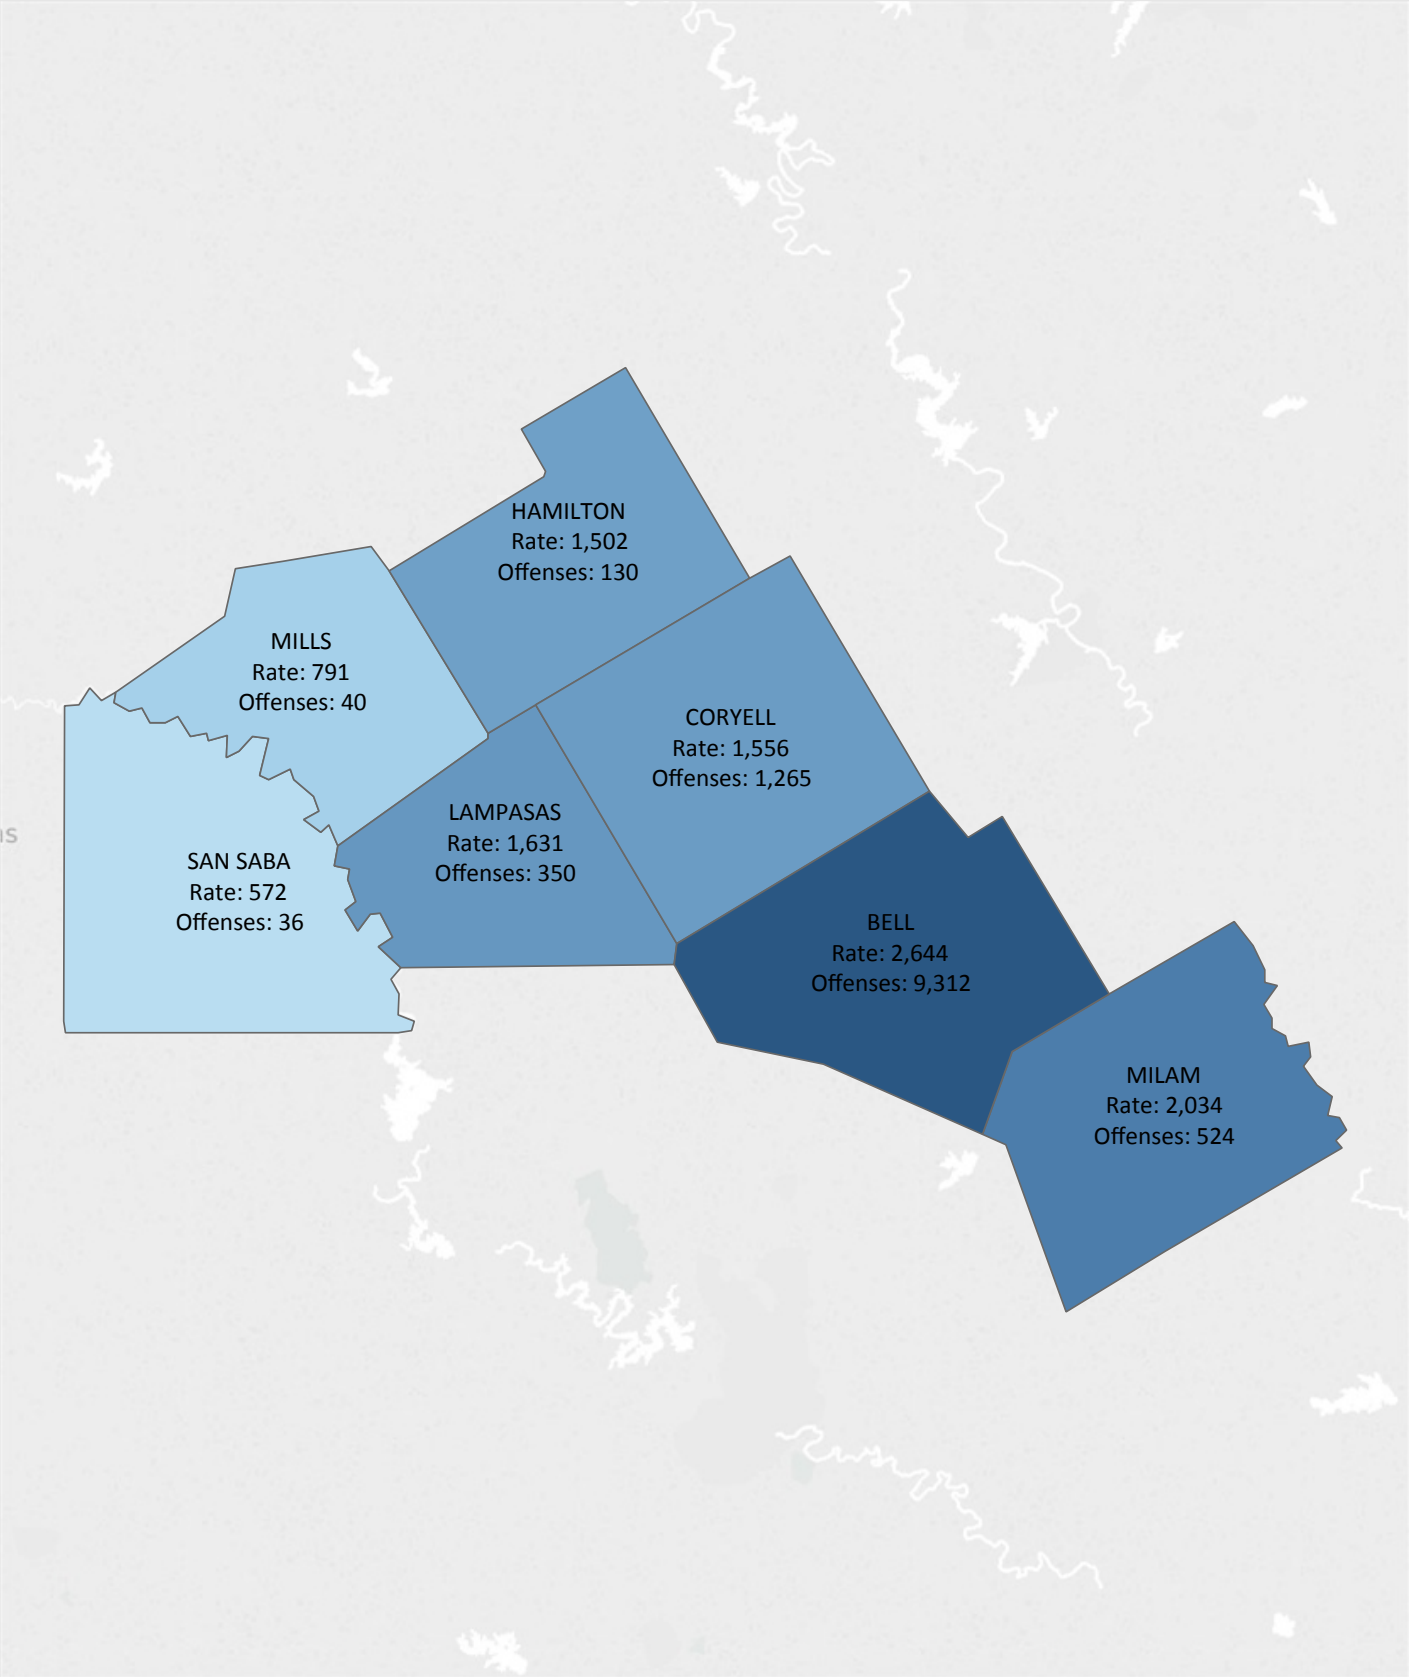 HAMILTON
Rate: 1,502
Offenses: 130
MILLS
Rate: 791
Offenses: 40
CORYELL
Rate: 1,556
Offenses: 1,265
LAMPASAS
Rate: 1,631
Offenses: 350
SAN SABA
Rate: 572
Offenses: 36
BELL
Rate: 2,644
Offenses: 9,312
MILAM
Rate: 2,034
Offenses: 524